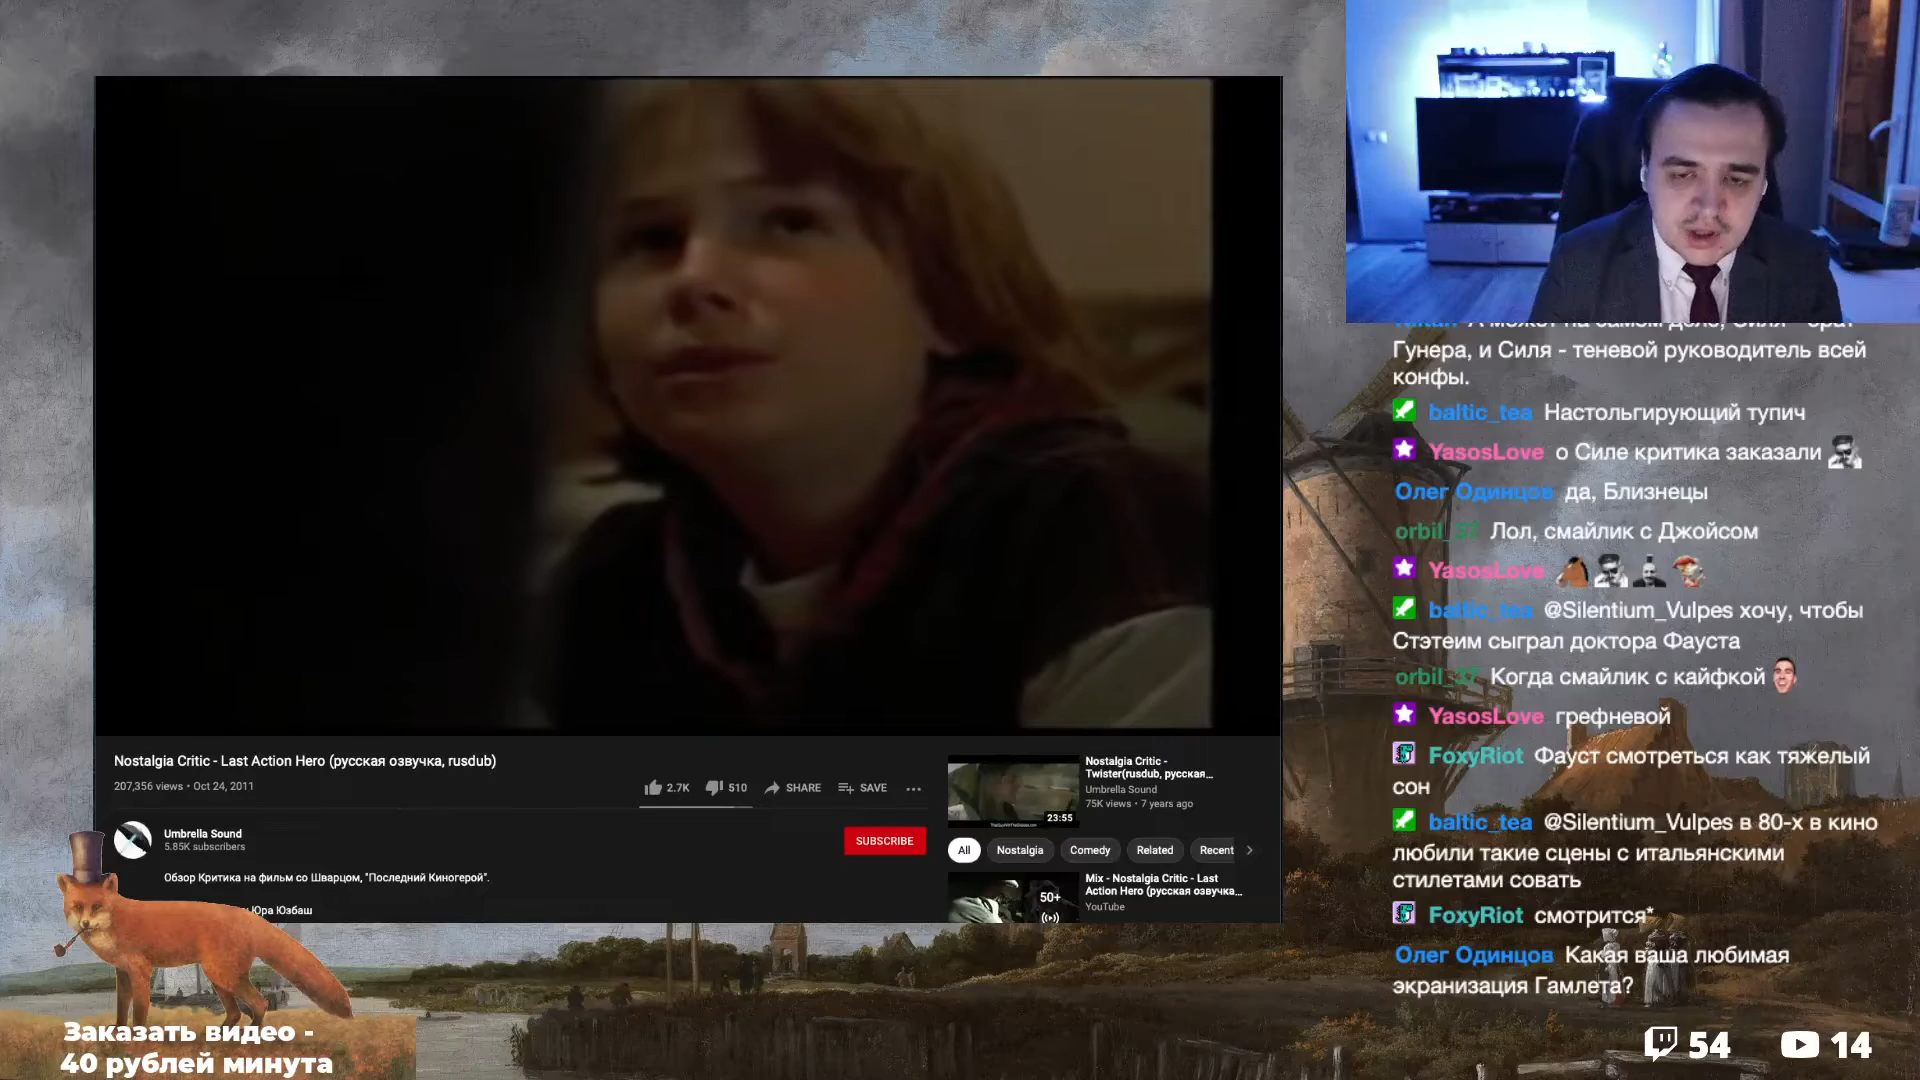 Nostalgia Critic - Last Action Hero (русская озвучка, rusdub)
207,356 views • Oct 24, 2011
2.7K
510
SHARE
SAVE
Umbrella Sound
5.85K subscribers
SUBSCRIBE
Обзор Критика на фильм со Шварцом, "Последний Киногерой".
Юра Юзбаш
23:55
Nostalgia Critic -
Twister(rusdub, русская...
Umbrella Sound
75K views • 7 years ago
All
Nostalgia
Comedy
Related
Recent
50+
Mix - Nostalgia Critic - Last
Action Hero (русская озвучка...
YouTube
Гунера, и Силя - теневой руководитель всей
конфы.
baltic_tea Настольгирующий тупич
YasosLove о Силе критика заказали
Олег Одинцов да, Близнецы
orbil_37 Лол, смайлик с Джойсом
YasosLove
baltic_tea @Silentium_Vulpes хочу, чтобы
Стэтеим сыграл доктора Фауста
orbil_37 Когда смайлик с кайфкой
YasosLove грефневой
FoxyRiot Фауст смотреться как тяжелый
сон
baltic_tea @Silentium_Vulpes в 80-х в кино
любили такие сцены с итальянскими
стилетами совать
FoxyRiot смотрится*
Олег Одинцов Какая ваша любимая
экранизация Гамлета?
Заказать видео -
40 рублей минута
54
14